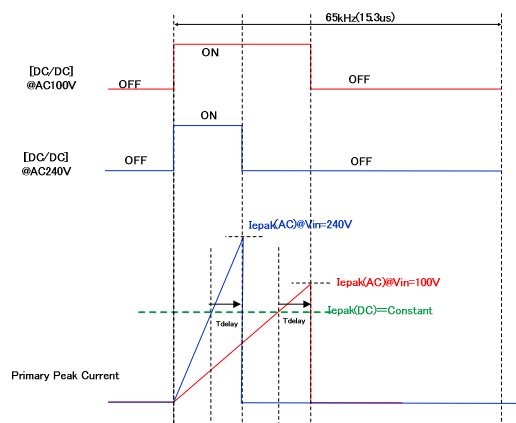 65kHz(15.3us)
[DC/DC]
@AC100V
OFF
ON
OFF
[DC/DC]
@AC240V
OFF
ON
OFF
Iepak(AC)@Vin=240V
Iepak(AC)@Vin=100V
Iepak(DC)=Constant
Tdelay
Tdelay
Primary Peak Current